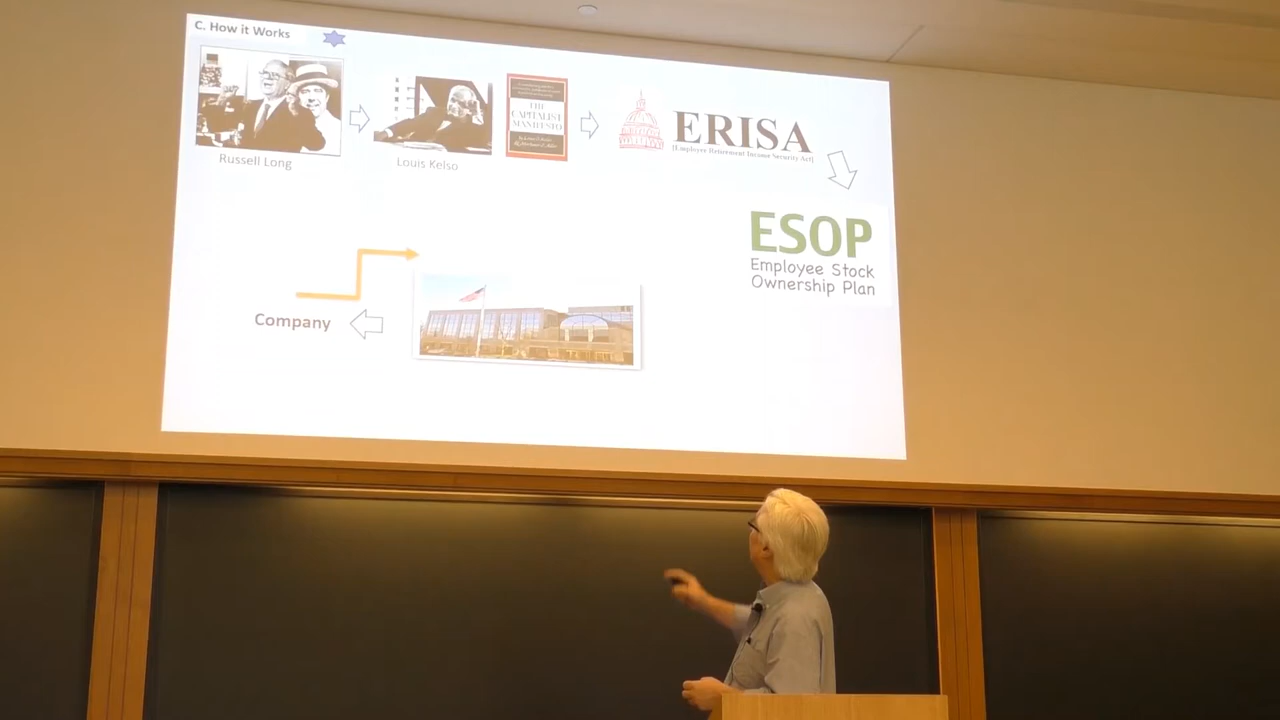 C. How it Works
Russell Long
Louis Kelso
THE
CAPITALIST
MANIFESTO
ERISA
[Employee Retirement Income Security Act]
ESOP
Employee Stock
Ownership Plan
Company